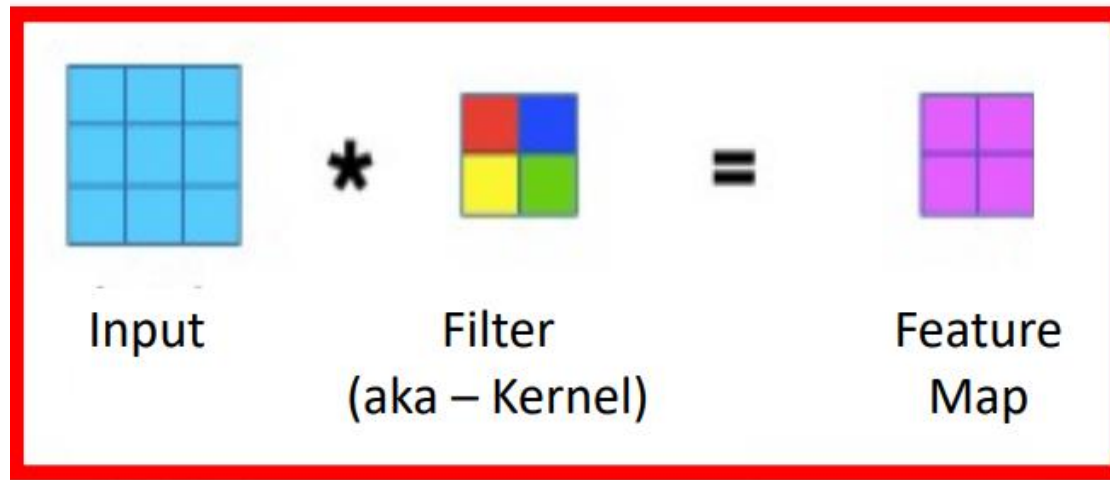 * =
Input Filter Feature
(aka – Kernel) Map